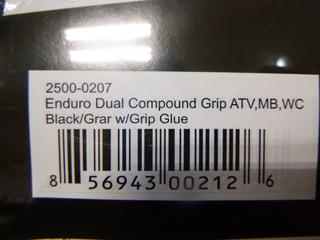 2500-0207
Enduro Dual Compound Grip ATV,MB,WC
Black/Grar w/Grip Glue
8 56943 00212 6